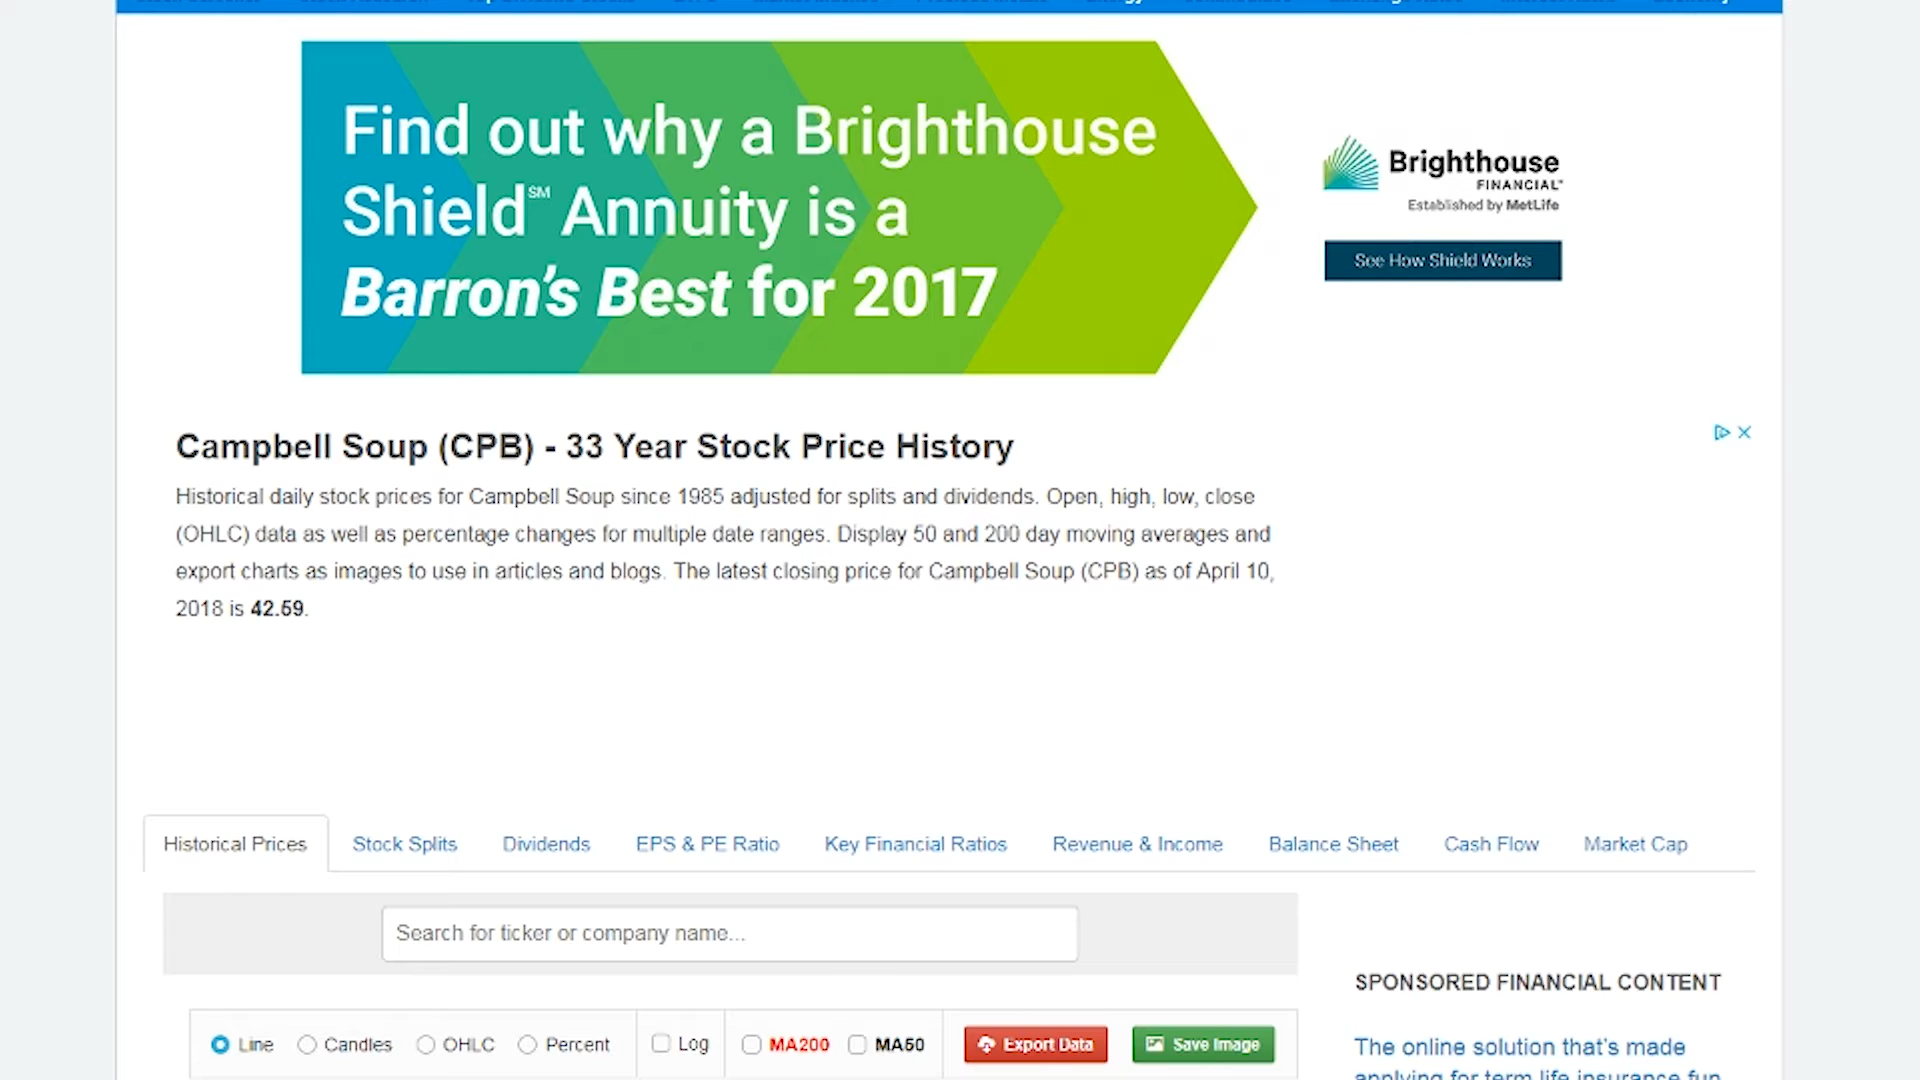 Find out why a Brighthouse
Shield℠ Annuity is a
Barron's Best for 2017
Brighthouse
FINANCIAL™
Established by MetLife
See How Shield Works
Campbell Soup (CPB) - 33 Year Stock Price History
Historical daily stock prices for Campbell Soup since 1985 adjusted for splits and dividends. Open, high, low, close
(OHLC) data as well as percentage changes for multiple date ranges. Display 50 and 200 day moving averages and
export charts as images to use in articles and blogs. The latest closing price for Campbell Soup (CPB) as of April 10,
2018 is 42.59.
Historical Prices Stock Splits Dividends EPS & PE Ratio Key Financial Ratios Revenue & Income Balance Sheet Cash Flow Market Cap
Search for ticker or company name...
Line Candles OHLC Percent Log MA200 MA50 Export Data Save Image
SPONSORED FINANCIAL CONTENT
The online solution that's made
applying for term life insurance fun